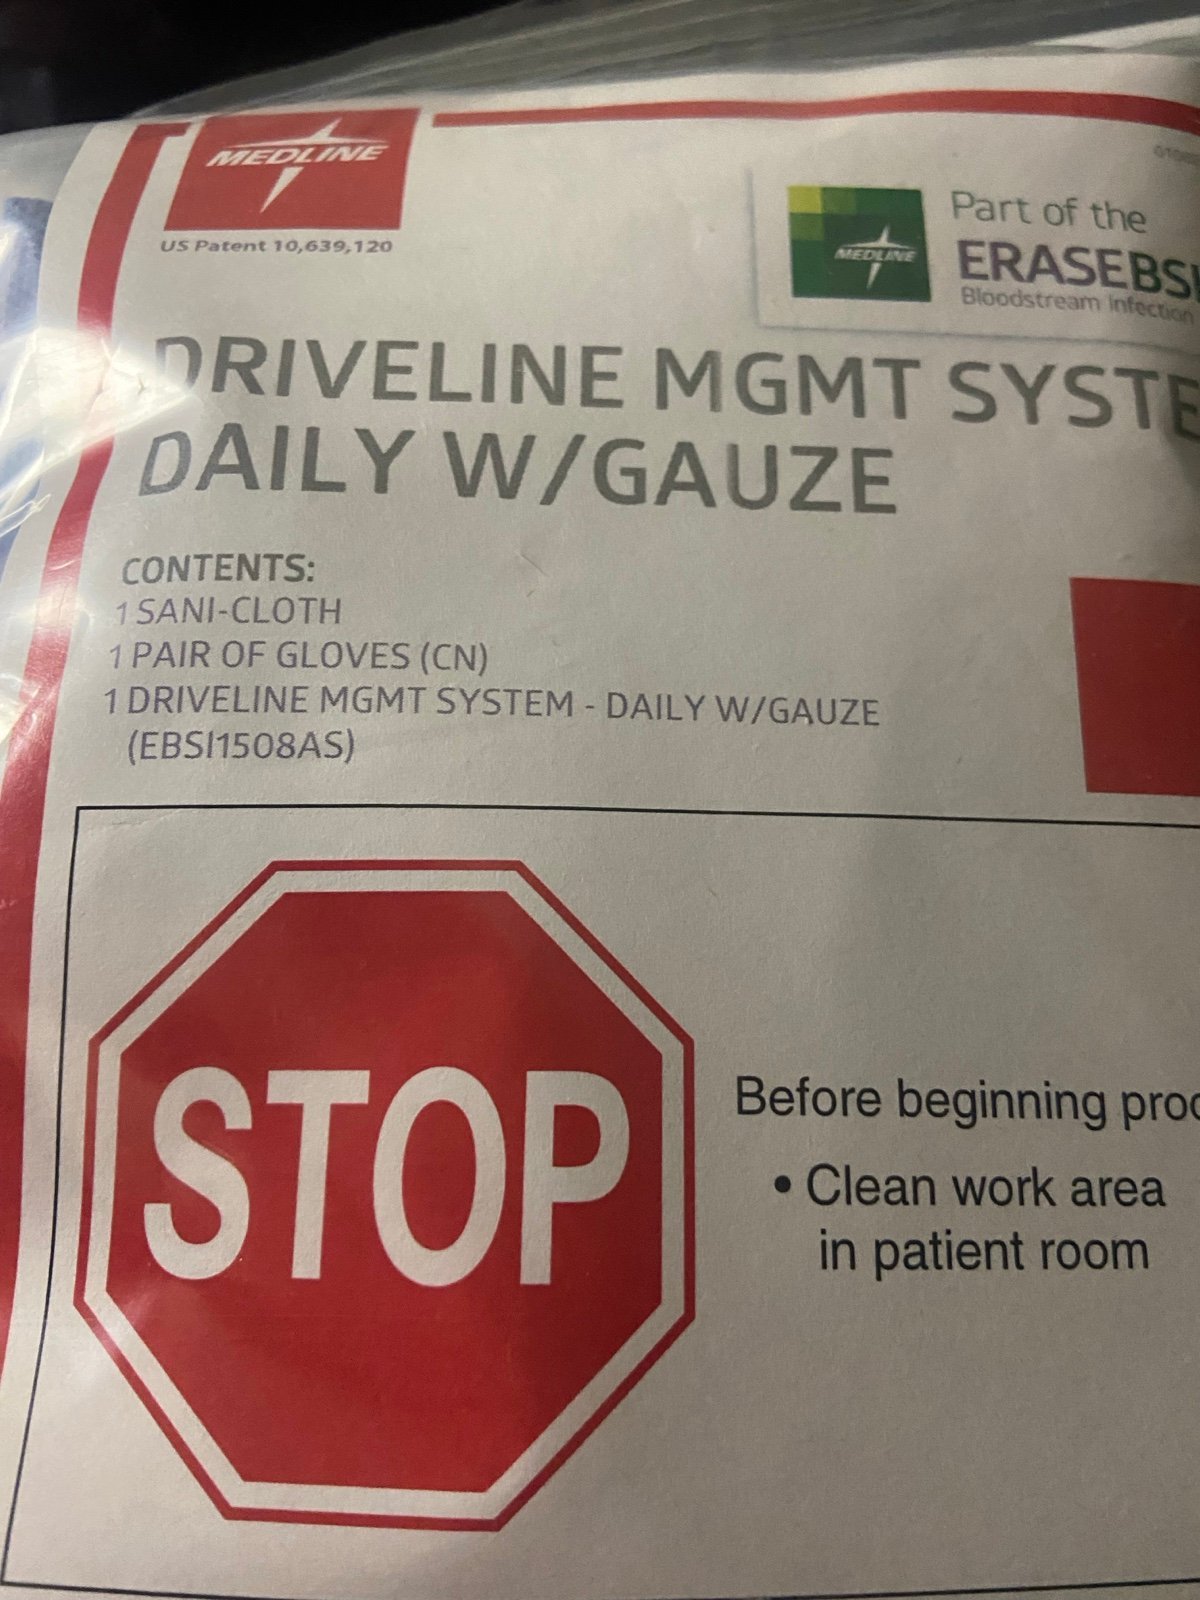 MEDLINE
US Patent 10,639,120
MEDLINE
Part of the
ERASEBSI
Bloodstream Infection
DRIVELINE MGMT SYSTE
DAILY W/GAUZE
CONTENTS:
1 SANI-CLOTH
1 PAIR OF GLOVES (CN)
1 DRIVELINE MGMT SYSTEM - DAILY W/GAUZE
(EBSI1508AS)
STOP
Before beginning proc
• Clean work area
in patient room